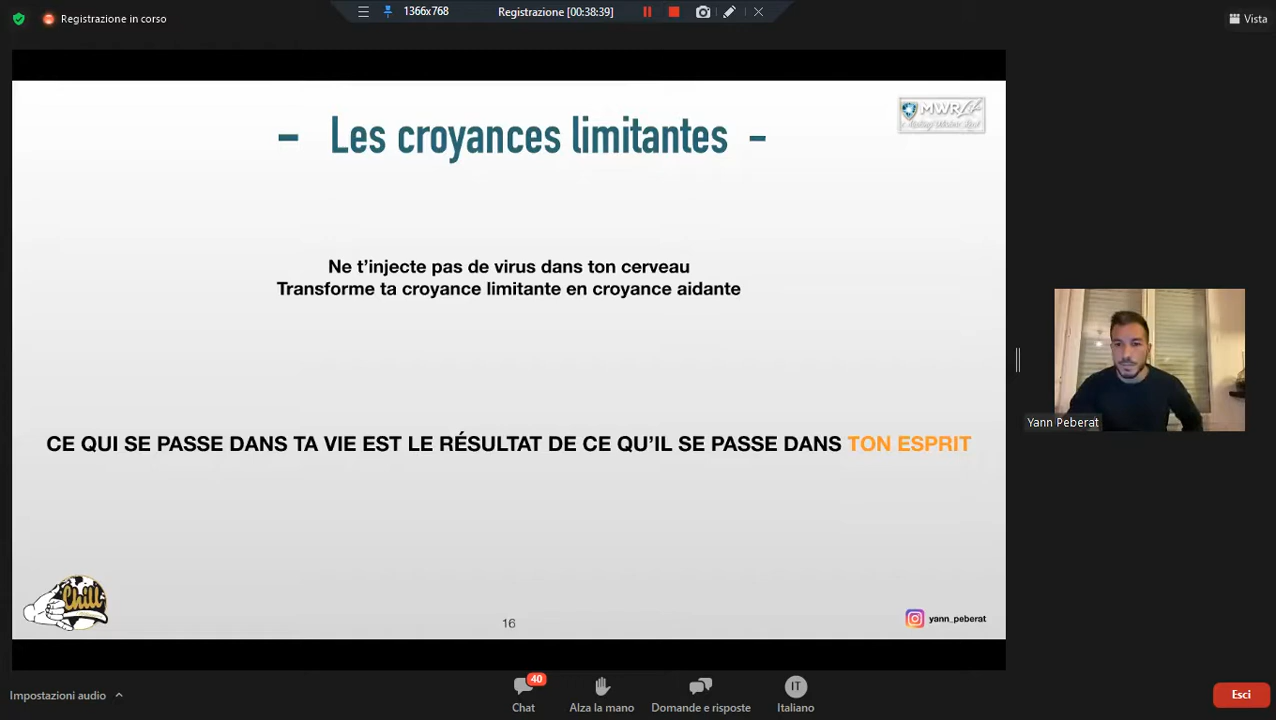 Registrazione in corso
1366x768
Registrazione [00:38:39]
Vista
- Les croyances limitantes -
MWR Life
Ne t’injecte pas de virus dans ton cerveau
Transforme ta croyance limitante en croyance aidante
Yann Peberat
CE QUI SE PASSE DANS TA VIE EST LE RÉSULTAT DE CE QU’IL SE PASSE DANS TON ESPRIT
Chill
16
yann_peberat
Impostazioni audio
40
Chat
Alza la mano
Domande e risposte
IT
Italiano
Esci